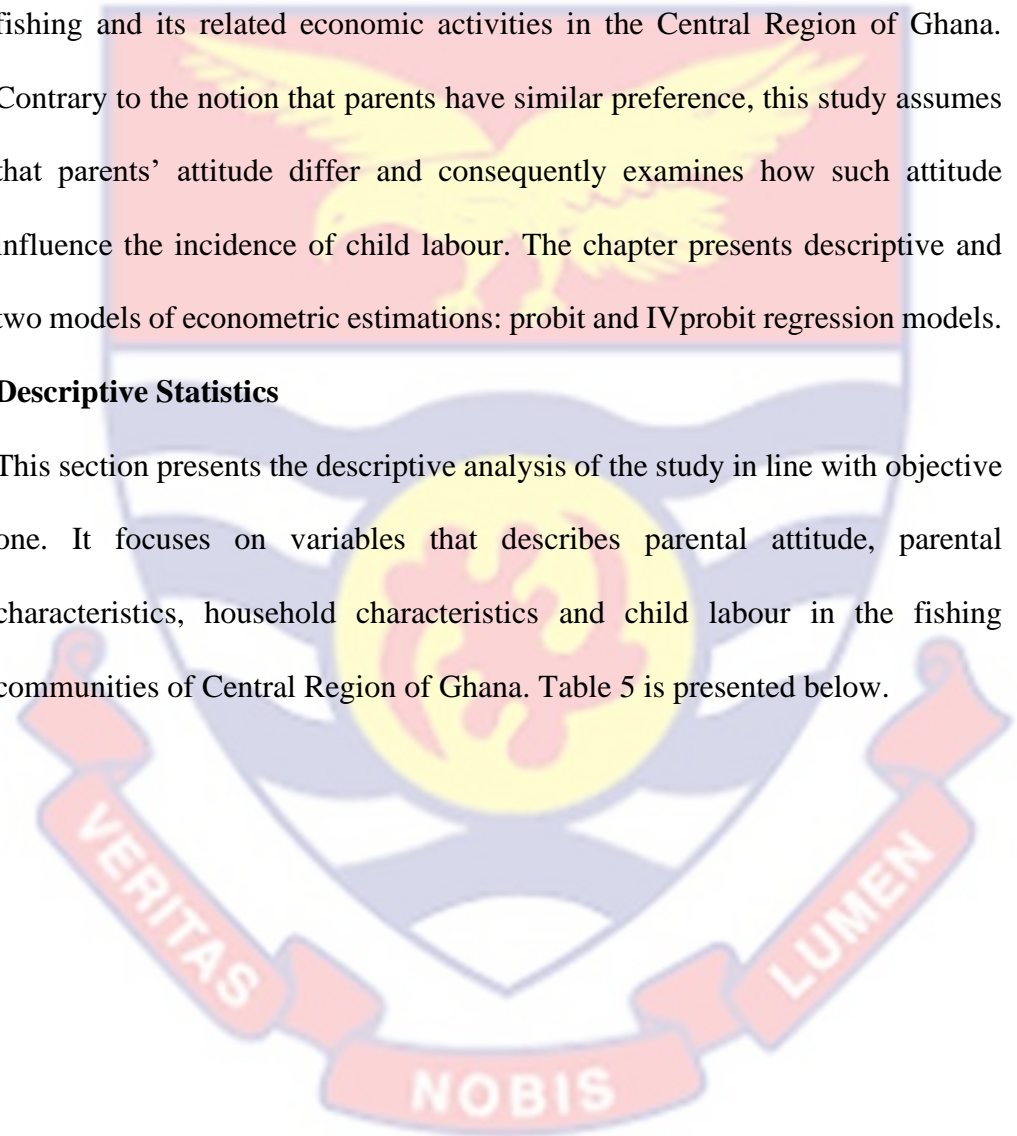 fishing and its related economic activities in the Central Region of Ghana.
Contrary to the notion that parents have similar preference, this study assumes
that parents’ attitude differ and consequently examines how such attitude
influence the incidence of child labour. The chapter presents descriptive and
two models of econometric estimations: probit and IVprobit regression models.
Descriptive Statistics
This section presents the descriptive analysis of the study in line with objective
one. It focuses on variables that describes parental attitude, parental
characteristics, household characteristics and child labour in the fishing
communities of Central Region of Ghana. Table 5 is presented below.
VERITAS
NOBIS
LUMEN